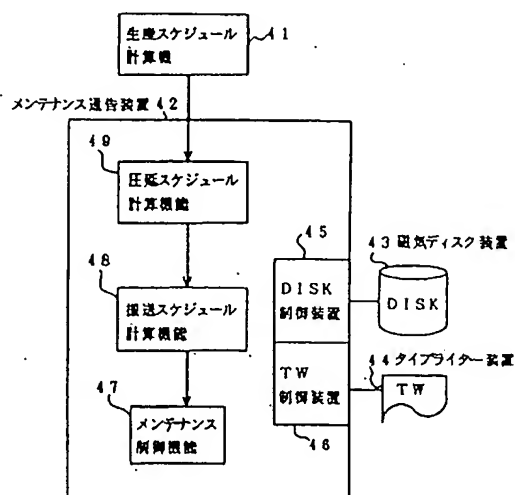 生産スケジュール
計算機
41
メンテナンス通告装置 42
49
圧延スケジュール
計算機能
48
搬送スケジュール
計算機能
47
メンテナンス
制御機能
45
DISK
制御装置
TW
制御装置
46
43 磁気ディスク装置
DISK
44 タイプライター装置
TW